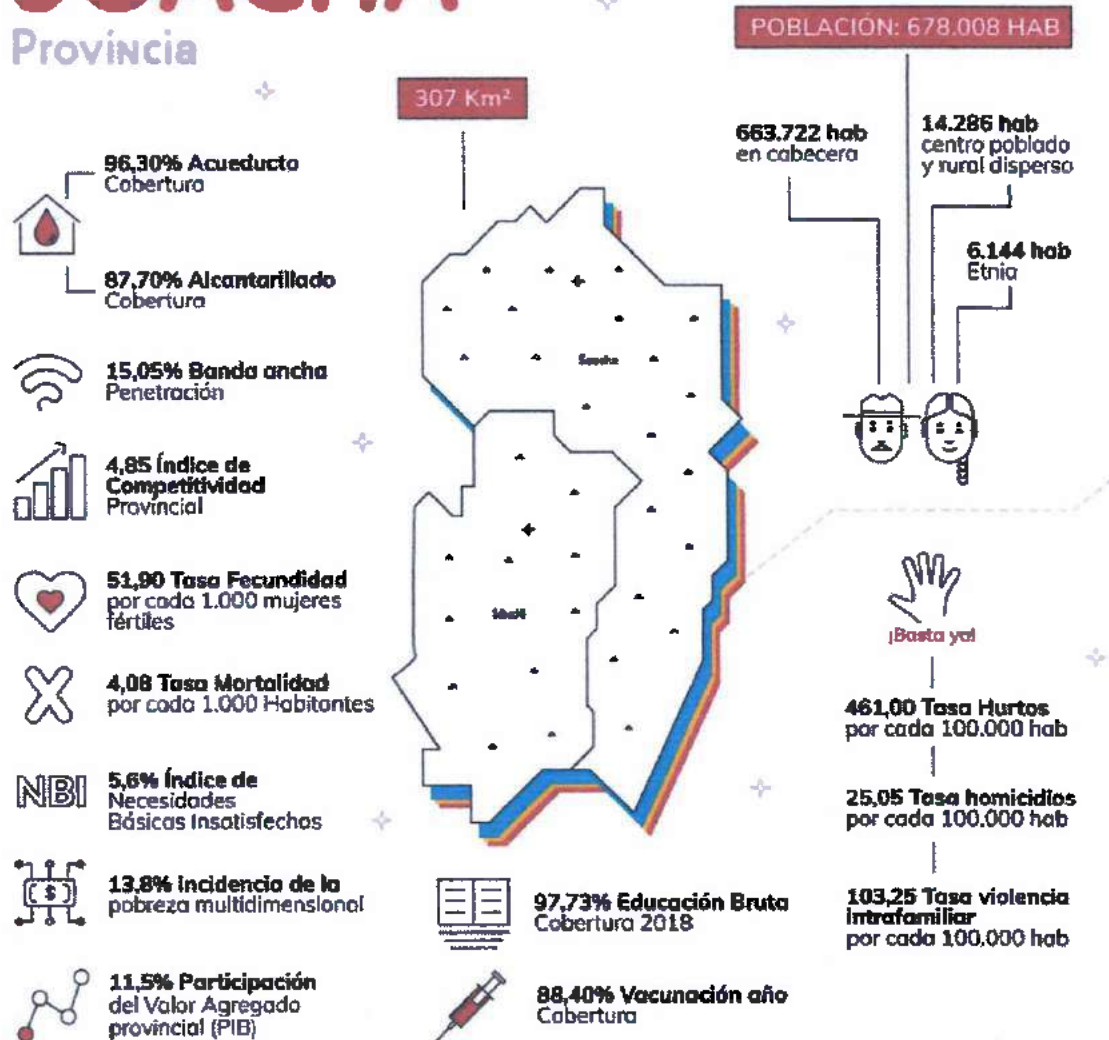 SOACHA
Província
307 Km²
POBLACIÓN: 678.008 HAB
663.722 hab
en cabecera
14.286 hab
centro poblado
y rural disperso
6.144 hab
Etnia
96,30% Acueducto
Cobertura
87,70% Alcantarillado
Cobertura
15,05% Banda ancha
Penetración
4,85 Índice de
Competitividad
Provincial
51,90 Tasa Fecundidad
por cada 1.000 mujeres
fértiles
4,08 Tasa Mortalidad
por cada 1.000 Habitantes
NBI
5,6% Índice de
Necesidades
Básicas Insatisfechas
13,8% Incidencia de la
pobreza multidimensional
11,5% Participación
del Valor Agregado
provincial (PIB)
Soacha
Sibaté
97,73% Educación Bruta
Cobertura 2018
88,40% Vacunación año
Cobertura
¡Basta ya!
461,00 Tasa Hurtos
por cada 100.000 hab
25,05 Tasa homicidios
por cada 100.000 hab
103,25 Tasa violencia
intrafamiliar
por cada 100.000 hab